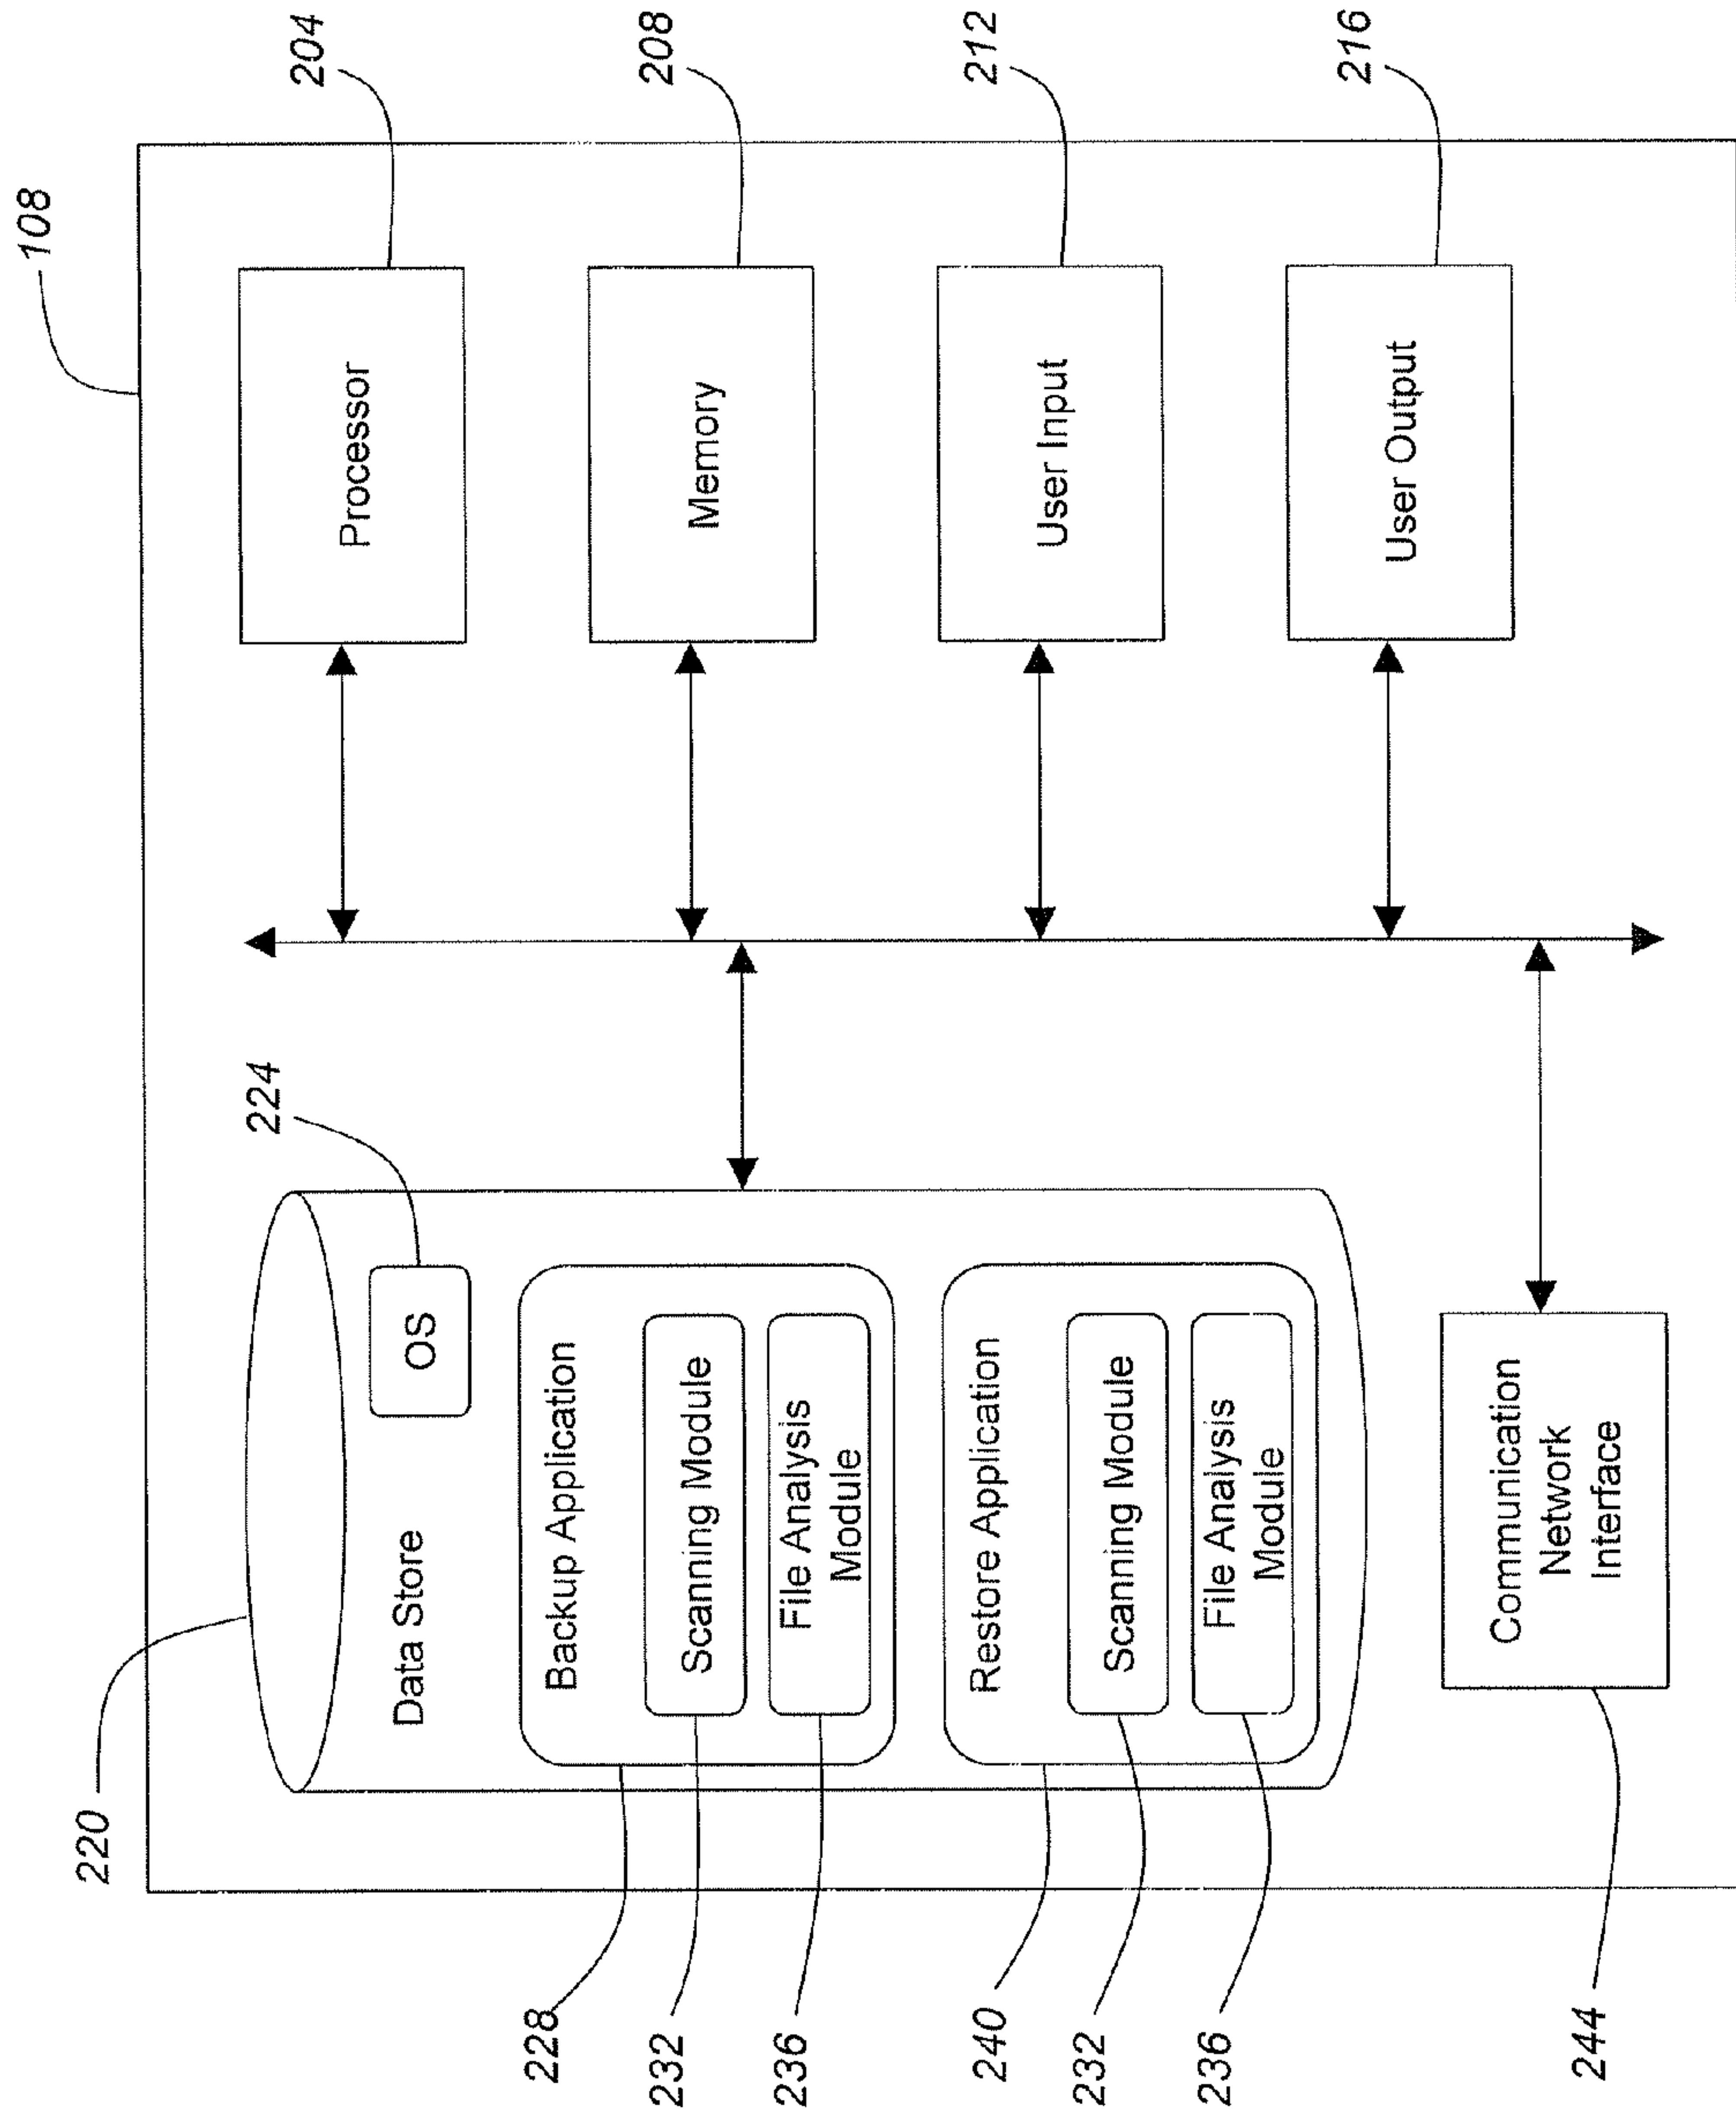 108
220
Data Store
224
OS
204
Processor
228
Backup Application
232
Scanning Module
236
File Analysis
Module
208
Memory
240
Restore Application
232
Scanning Module
236
File Analysis
Module
212
User Input
244
Communication
Network
Interface
216
User Output